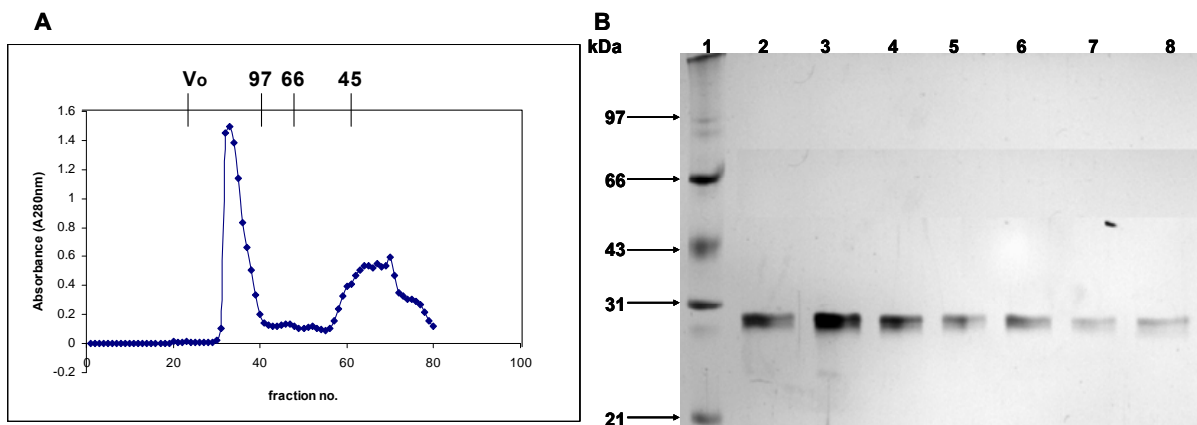 A
Vo 97 66 45
1.6
1.4
1.2
1
0.8
0.6
0.4
0.2
0
-0.2
0 20 40 60 80 100
Absorbance (A280nm)
fraction no.
B
kDa 1 2 3 4 5 6 7 8
97
66
43
31
21